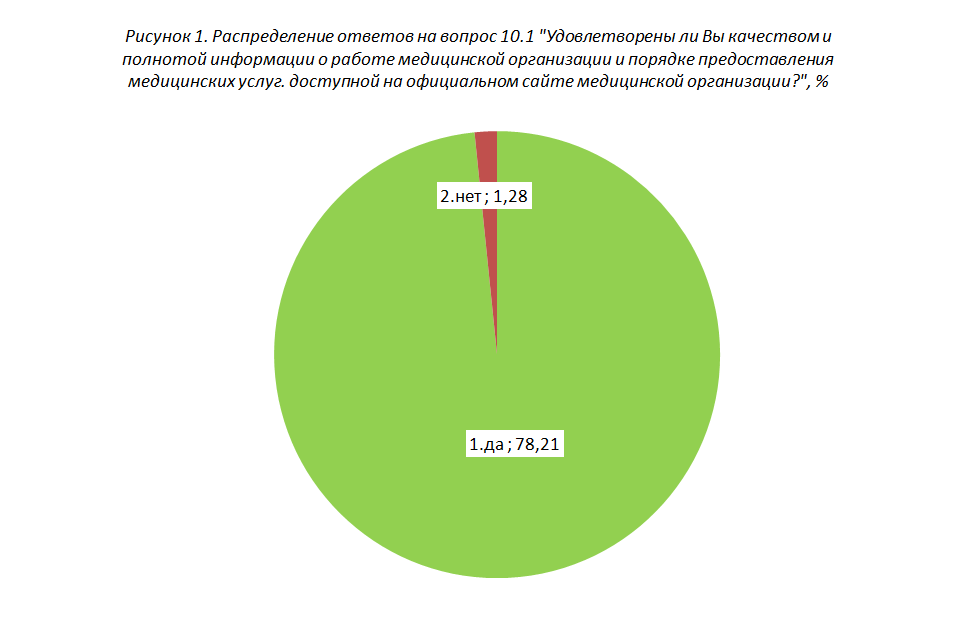 Рисунок 1. Распределение ответов на вопрос 10.1 "Удовлетворены ли Вы качеством и
полнотой информации о работе медицинской организации и порядке предоставления
медицинских услуг. доступной на официальном сайте медицинской организации?", %
2.нет ; 1,28
1.да ; 78,21